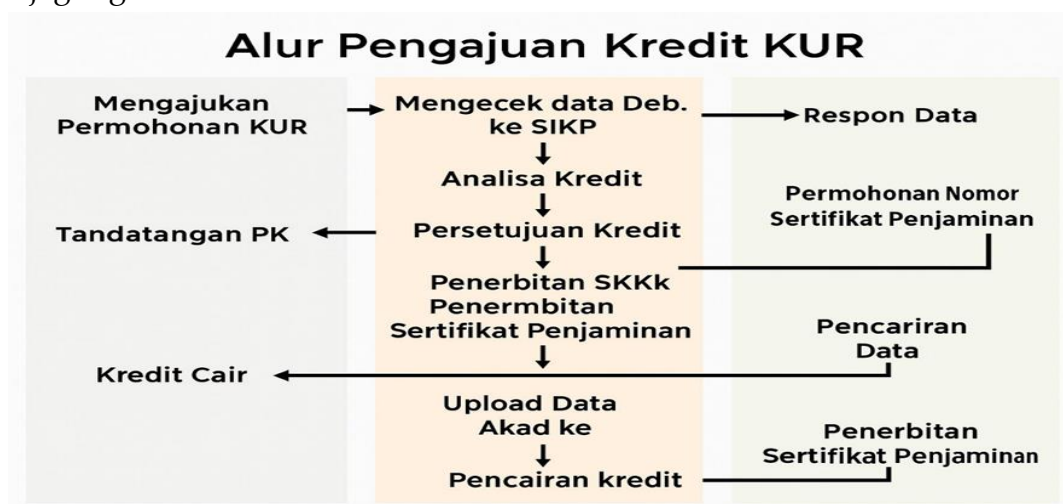 Alur Pengajuan Kredit KUR
Mengajukan
Permohonan KUR
Mengecek data Deb.
ke SIKP
Respon Data
Analisa Kredit
Permohonan Nomor
Sertifikat Penjaminan
Tandatangan PK
Persetujuan Kredit
Penerbitan SKKk
Penermbitan
Sertifikat Penjaminan
Pencariran
Data
Kredit Cair
Upload Data
Akad ke
Penerbitan
Sertifikat Penjaminan
Pencairan kredit